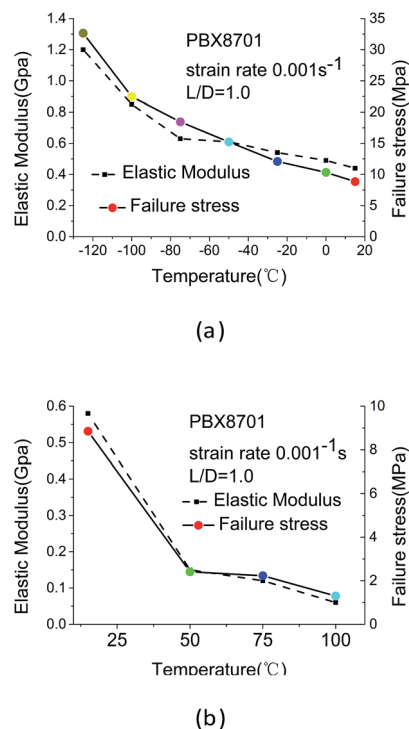 1.4
1.2
1.0
0.8
0.6
0.4
0.2
0.0
Elastic Modulus(Gpa)
PBX8701
strain rate 0.001s⁻¹
L/D=1.0
Elastic Modulus
Failure stress
35
30
25
20
15
10
5
0
Failure stress(Mpa)
-120 -100 -80 -60 -40 -20 0 20
Temperature(℃)
(a)
0.6
0.5
0.4
0.3
0.2
0.1
0.0
Elastic Modulus(Gpa)
PBX8701
strain rate 0.001⁻¹s
L/D=1.0
Elastic Modulus
Failure stress
10
8
6
4
2
0
Failure stress(MPa)
25 50 75 100
Temperature(℃)
(b)